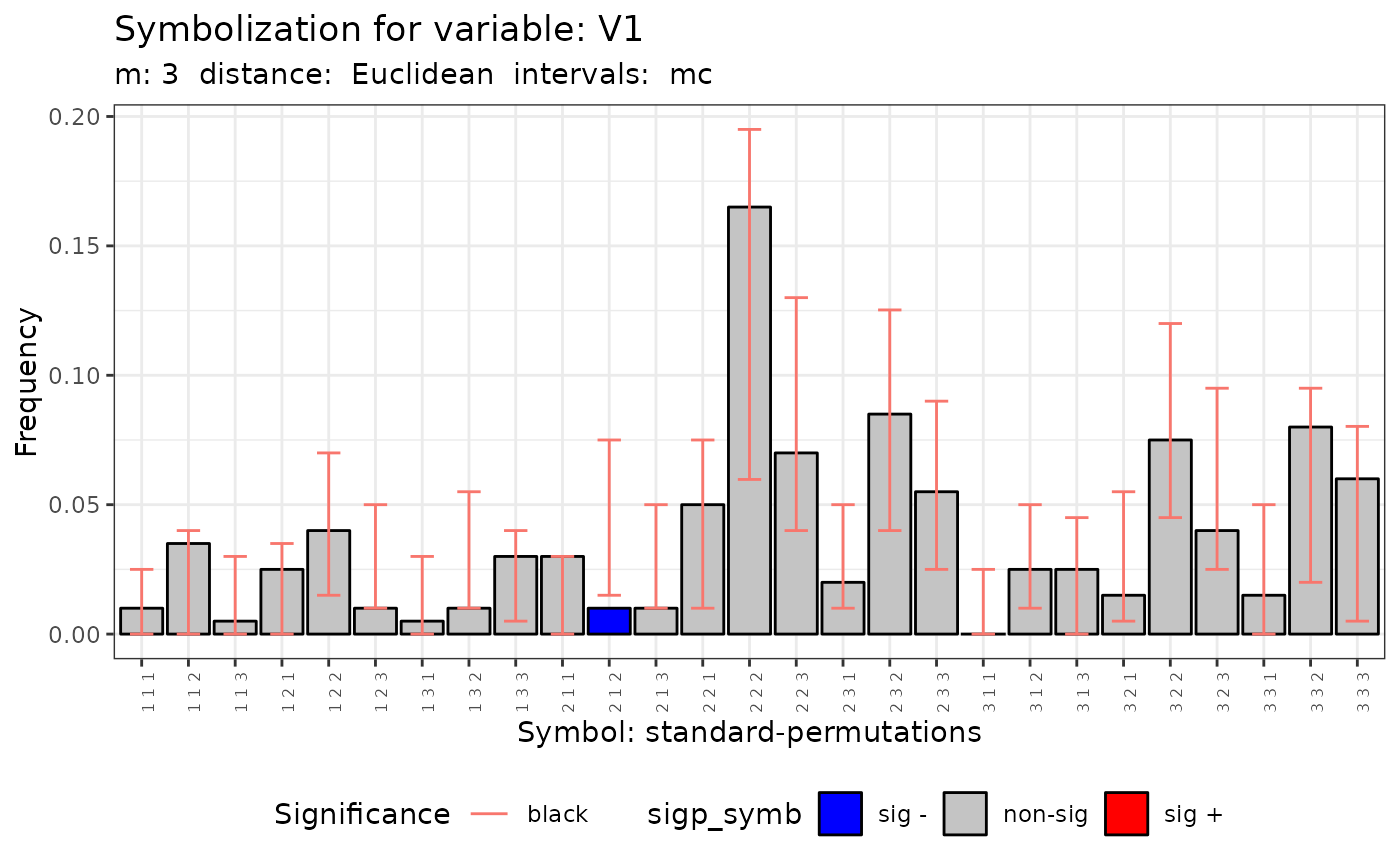 Symbolization for variable: V1
m: 3 distance: Euclidean intervals: mc
Frequency
0.20
0.15
0.10
0.05
0.00
1 1 1
1 1 2
1 1 3
1 2 1
1 2 2
1 2 3
1 3 1
1 3 2
1 3 3
2 1 1
2 1 2
2 1 3
2 2 1
2 2 2
2 2 3
2 3 1
2 3 2
2 3 3
3 1 1
3 1 2
3 1 3
3 2 1
3 2 2
3 2 3
3 3 1
3 3 2
3 3 3
Symbol: standard-permutations
Significance black sigp_symb sig - non-sig sig +